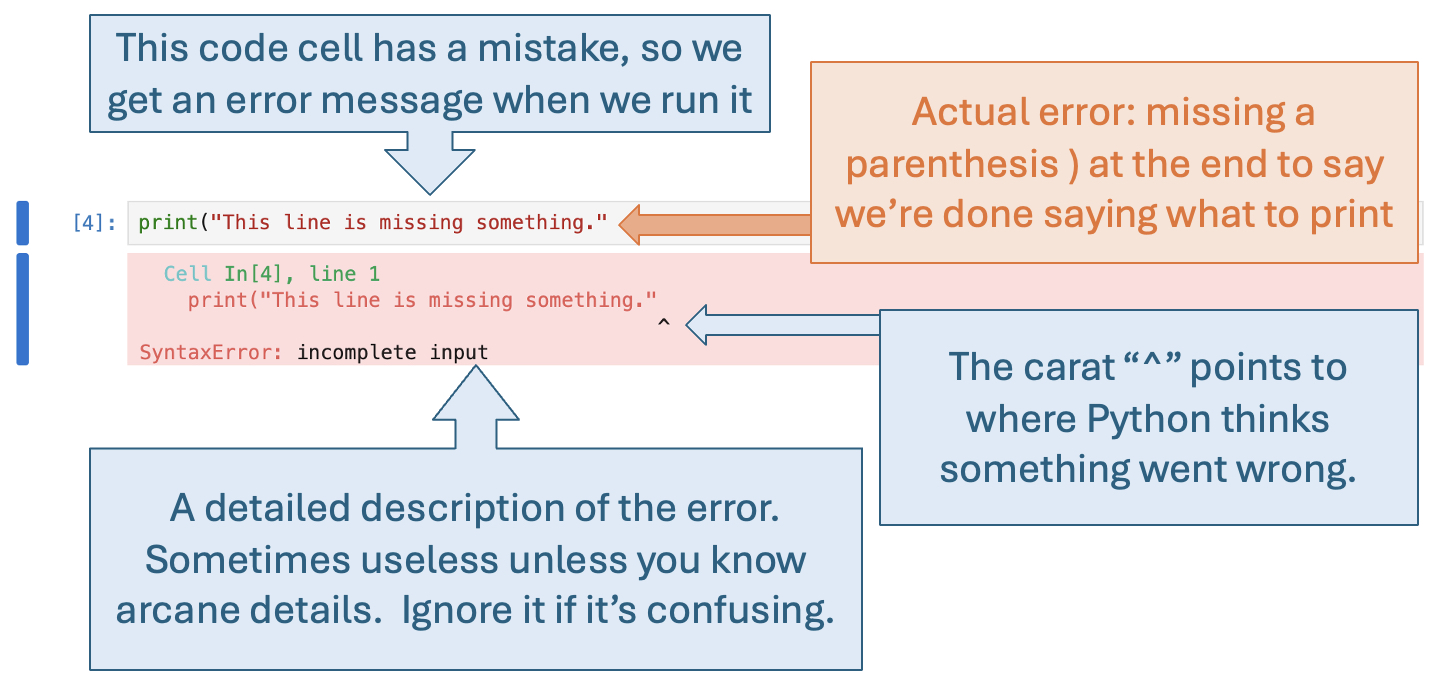 This code cell has a mistake, so we
get an error message when we run it
Actual error: missing a
parenthesis ) at the end to say
we’re done saying what to print
[4]: print("This line is missing something."
Cell In[4], line 1
print("This line is missing something."
^
SyntaxError: incomplete input
The carat “^” points to
where Python thinks
something went wrong.
A detailed description of the error.
Sometimes useless unless you know
arcane details.  Ignore it if it’s confusing.